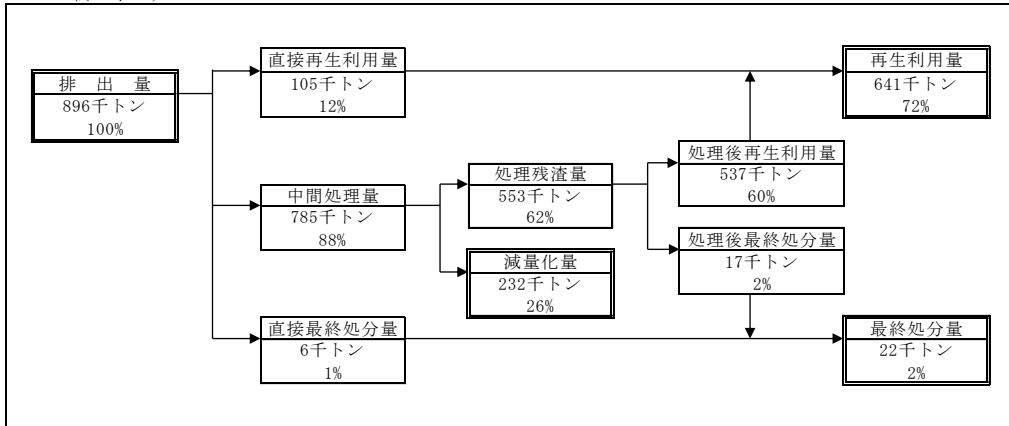 排出量
896千トン
100%
直接再生利用量
105千トン
12%
中間処理量
785千トン
88%
直接最終処分量
6千トン
1%
処理残渣量
553千トン
62%
減量化量
232千トン
26%
処理後再生利用量
537千トン
60%
処理後最終処分量
17千トン
2%
再生利用量
641千トン
72%
最終処分量
22千トン
2%